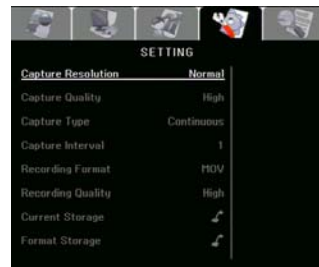 SETTING
Capture Resolution Normal
Capture Quality High
Capture Type Continuous
Capture Interval 1
Recording Format MOV
Recording Quality High
Current Storage
Format Storage